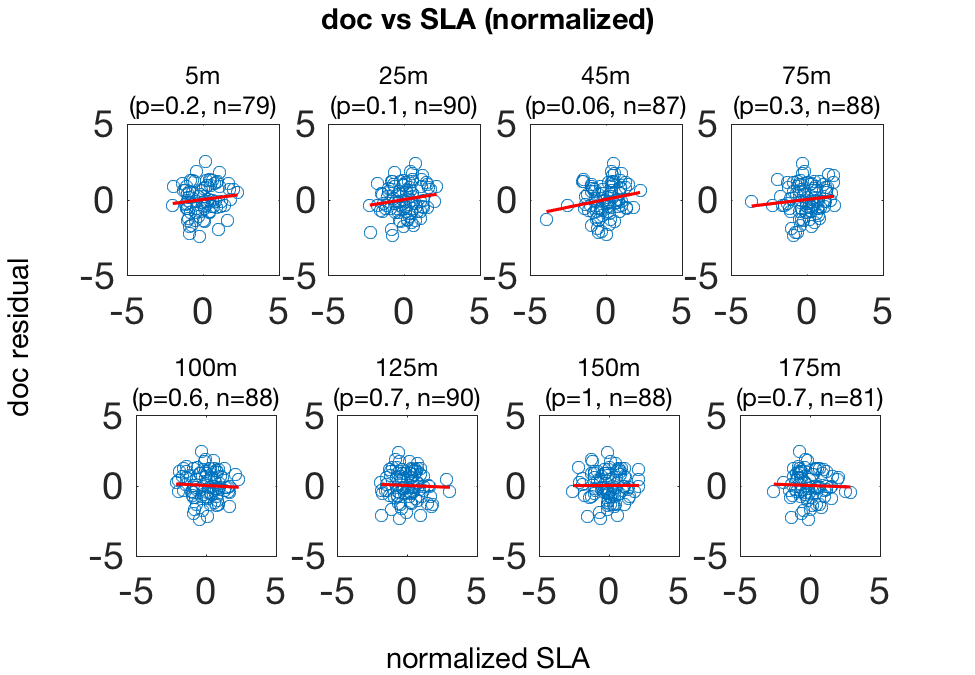 doc vs SLA (normalized)
5m
(p=0.2, n=79)
25m
(p=0.1, n=90)
45m
(p=0.06, n=87)
75m
(p=0.3, n=88)
5
0
-5
-5 0 5
5
0
-5
-5 0 5
5
0
-5
-5 0 5
5
0
-5
-5 0 5
doc residual
100m
(p=0.6, n=88)
125m
(p=0.7, n=90)
150m
(p=1, n=88)
175m
(p=0.7, n=81)
5
0
-5
-5 0 5
5
0
-5
-5 0 5
5
0
-5
-5 0 5
5
0
-5
-5 0 5
normalized SLA